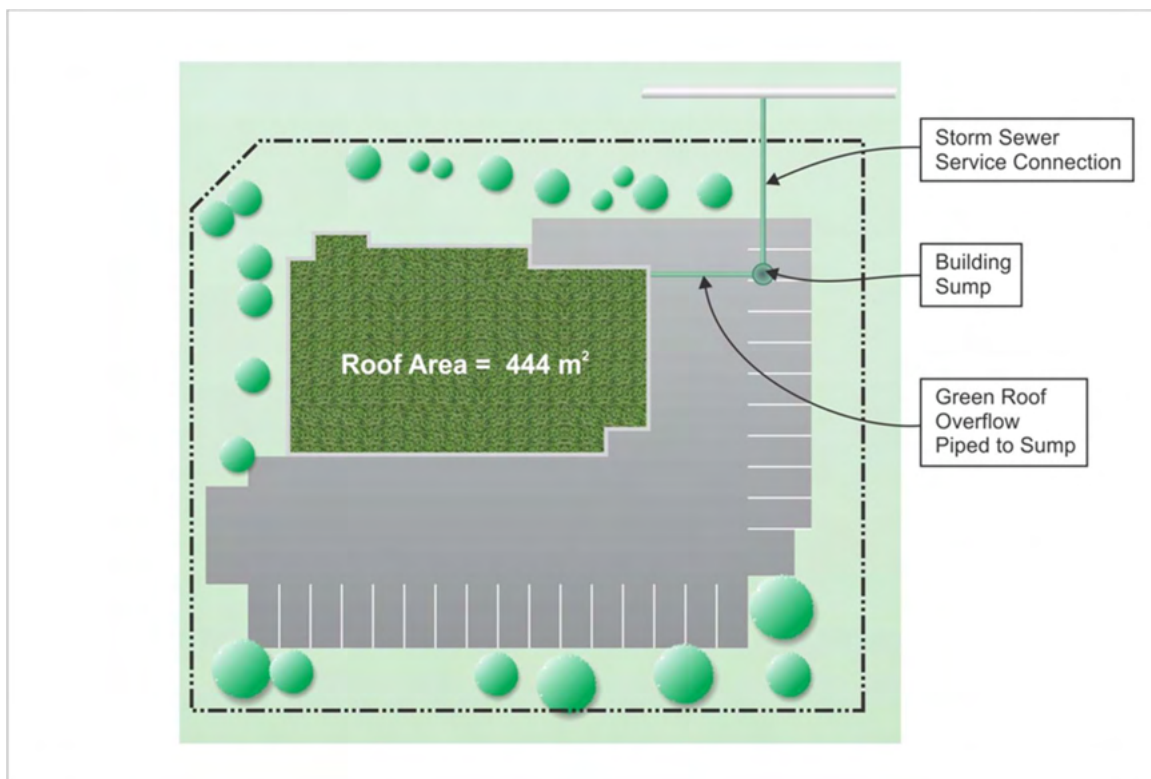 Storm Sewer
Service Connection
Building
Sump
Roof Area = 444 m²
Green Roof
Overflow
Piped to Sump